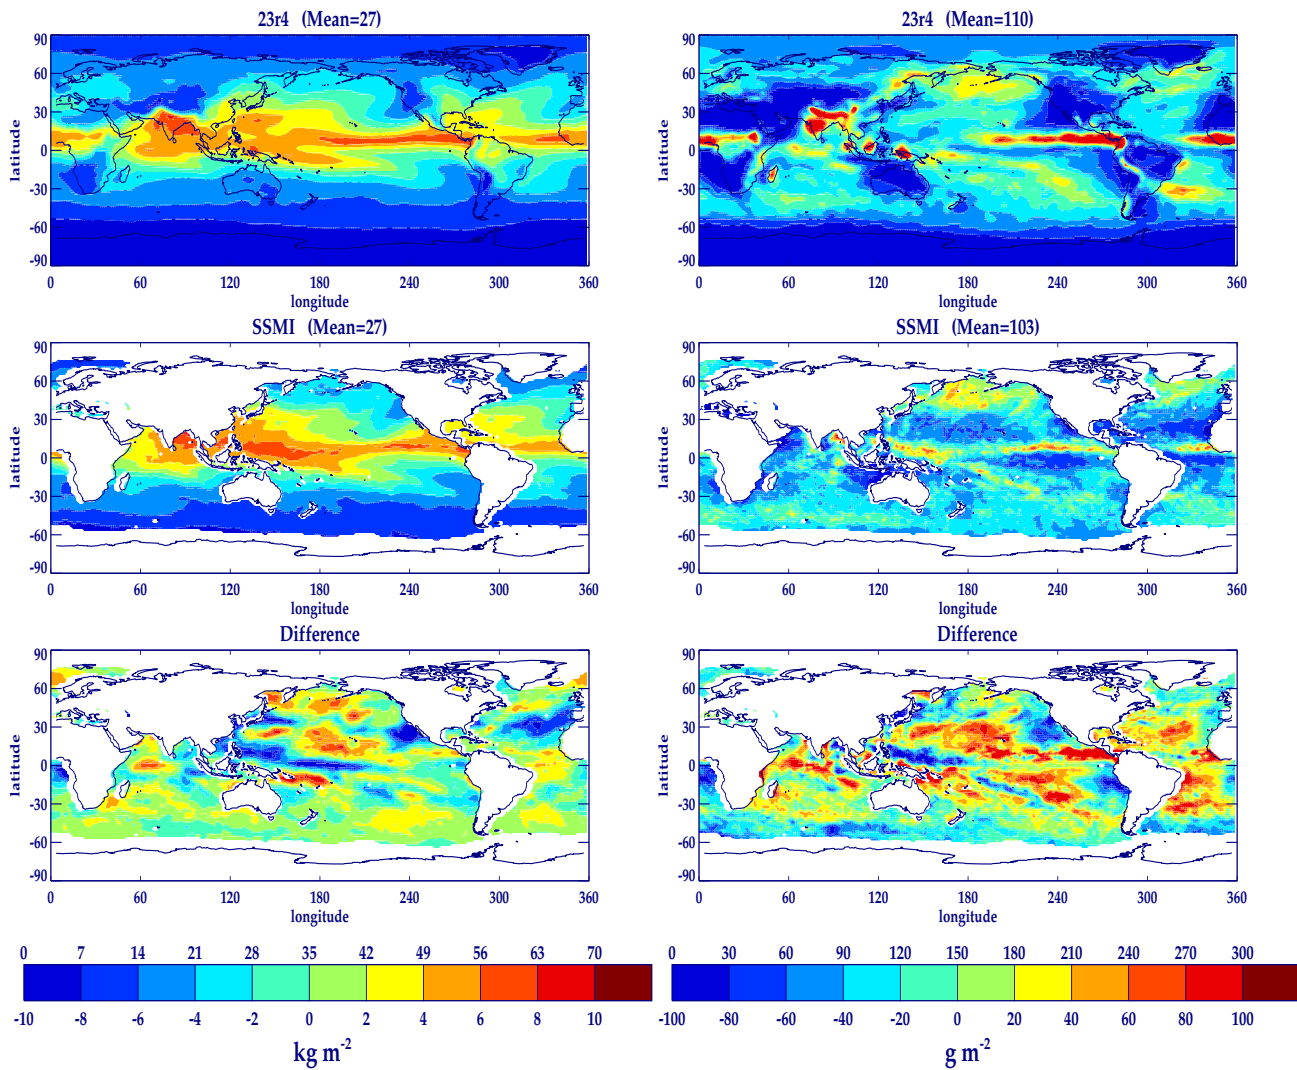 23r4 (Mean=27)
23r4 (Mean=110)
90
60
30
0
-30
-60
-90
latitude
0 60 120 180 240 300 360
longitude
90
60
30
0
-30
-60
-90
latitude
0 60 120 180 240 300 360
longitude
SSMI (Mean=27)
SSMI (Mean=103)
90
60
30
0
-30
-60
-90
latitude
0 60 120 180 240 300 360
longitude
90
60
30
0
-30
-60
-90
latitude
0 60 120 180 240 300 360
longitude
Difference
Difference
90
60
30
0
-30
-60
-90
latitude
0 60 120 180 240 300 360
longitude
90
60
30
0
-30
-60
-90
latitude
0 60 120 180 240 300 360
longitude
0 7 14 21 28 35 42 49 56 63 70
-10 -8 -6 -4 -2 0 2 4 6 8 10
kg m⁻²
0 30 60 90 120 150 180 210 240 270 300
-100 -80 -60 -40 -20 0 20 40 60 80 100
g m⁻²